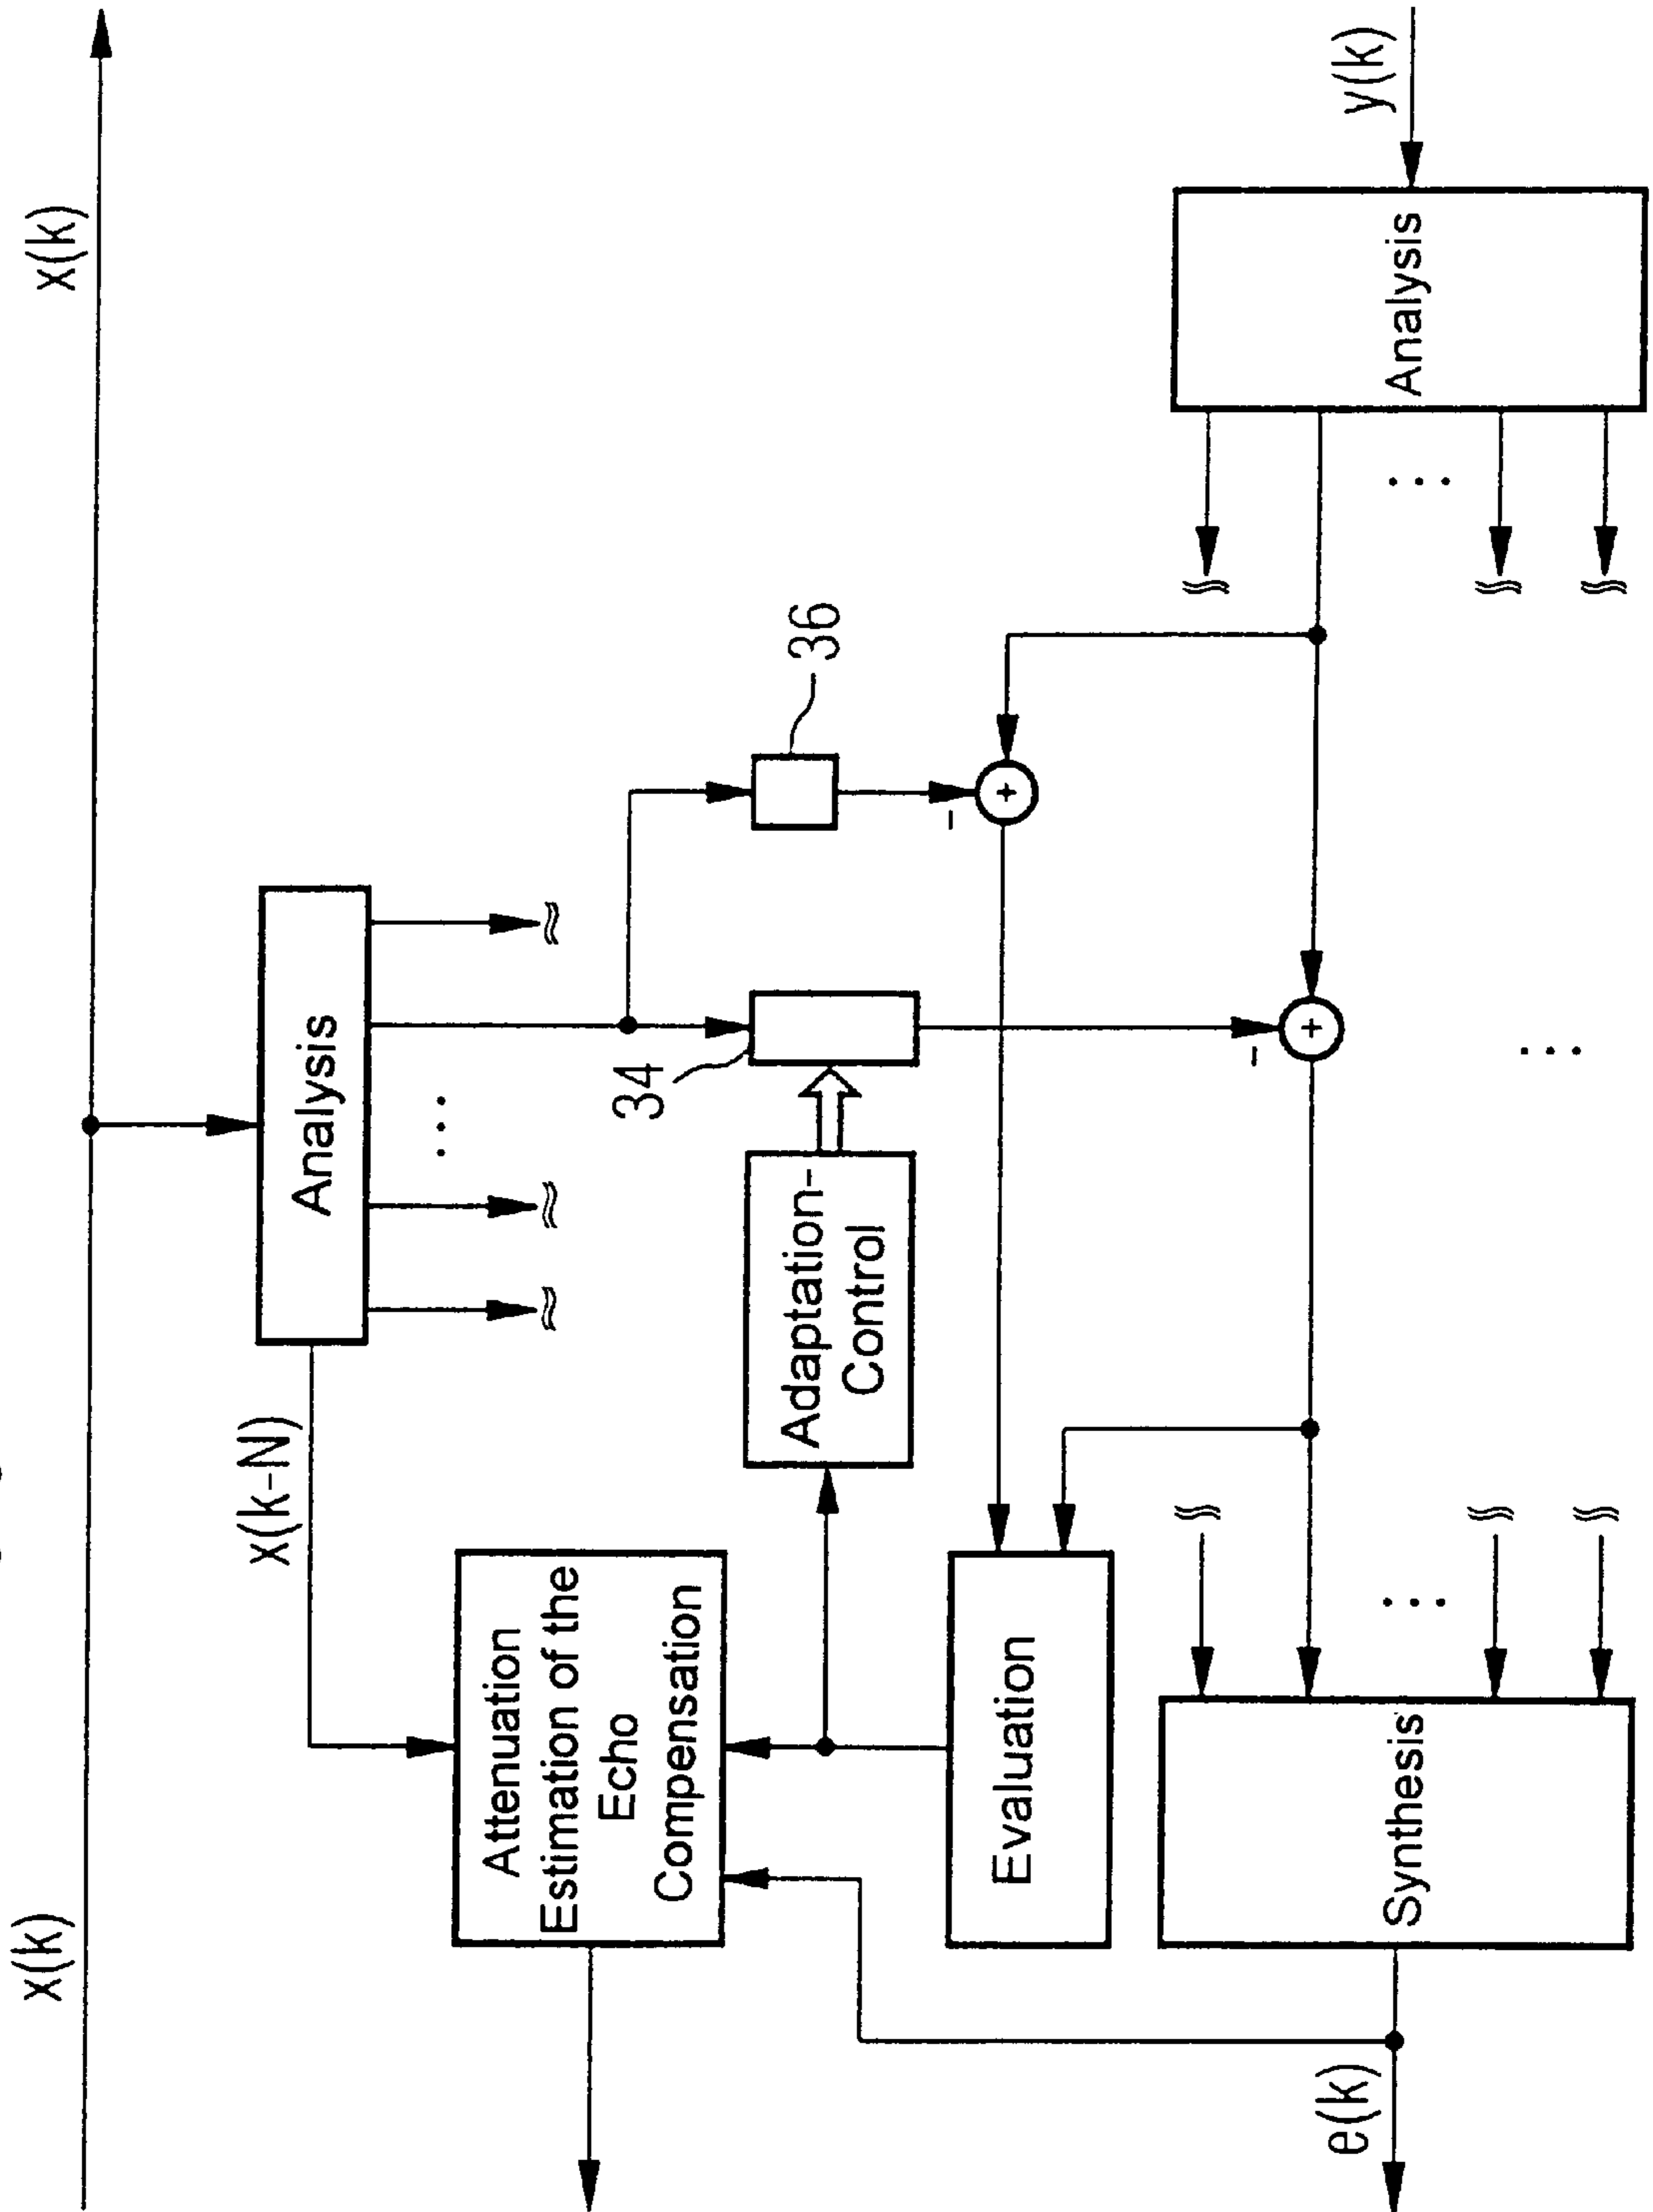 x(k)
x(k)
x(k-N)
Analysis
...
Attenuation
Estimation of the
Echo
Compensation
Adaptation-
Control
34
36
-
+
Evaluation
-
+
...
Synthesis
...
Analysis
...
y(k)
e(k)